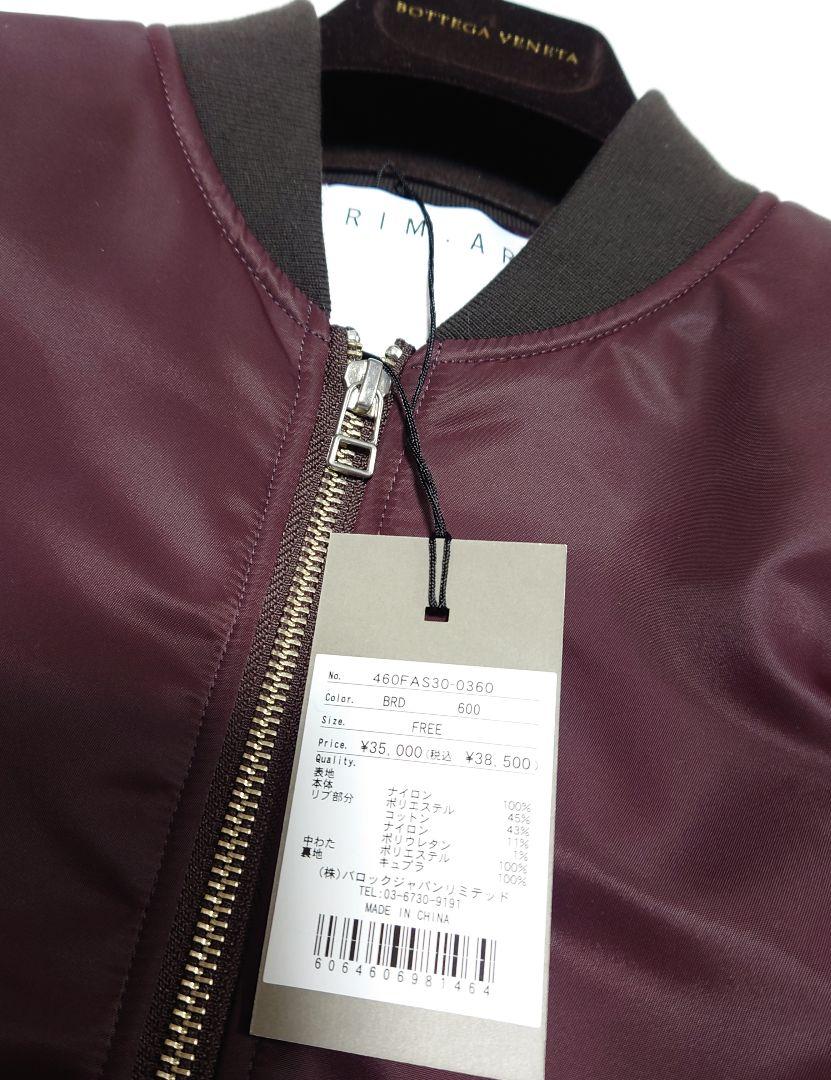 BOTTEGA VENETA
RIM.AR
No. 460FAS30-0360
Color. BRD 600
Size. FREE
Price. ¥35,000(税込 ¥38,500)
Quality.
表地
本体 ナイロン 100%
リブ部分 ポリエステル 45%
コットン 43%
ナイロン 11%
ポリウレタン 1%
中わた ポリエステル 100%
裏地 キュプラ 100%
(株)バロックジャパンリミテッド
TEL:03-6730-9191
MADE IN CHINA
6064606981464